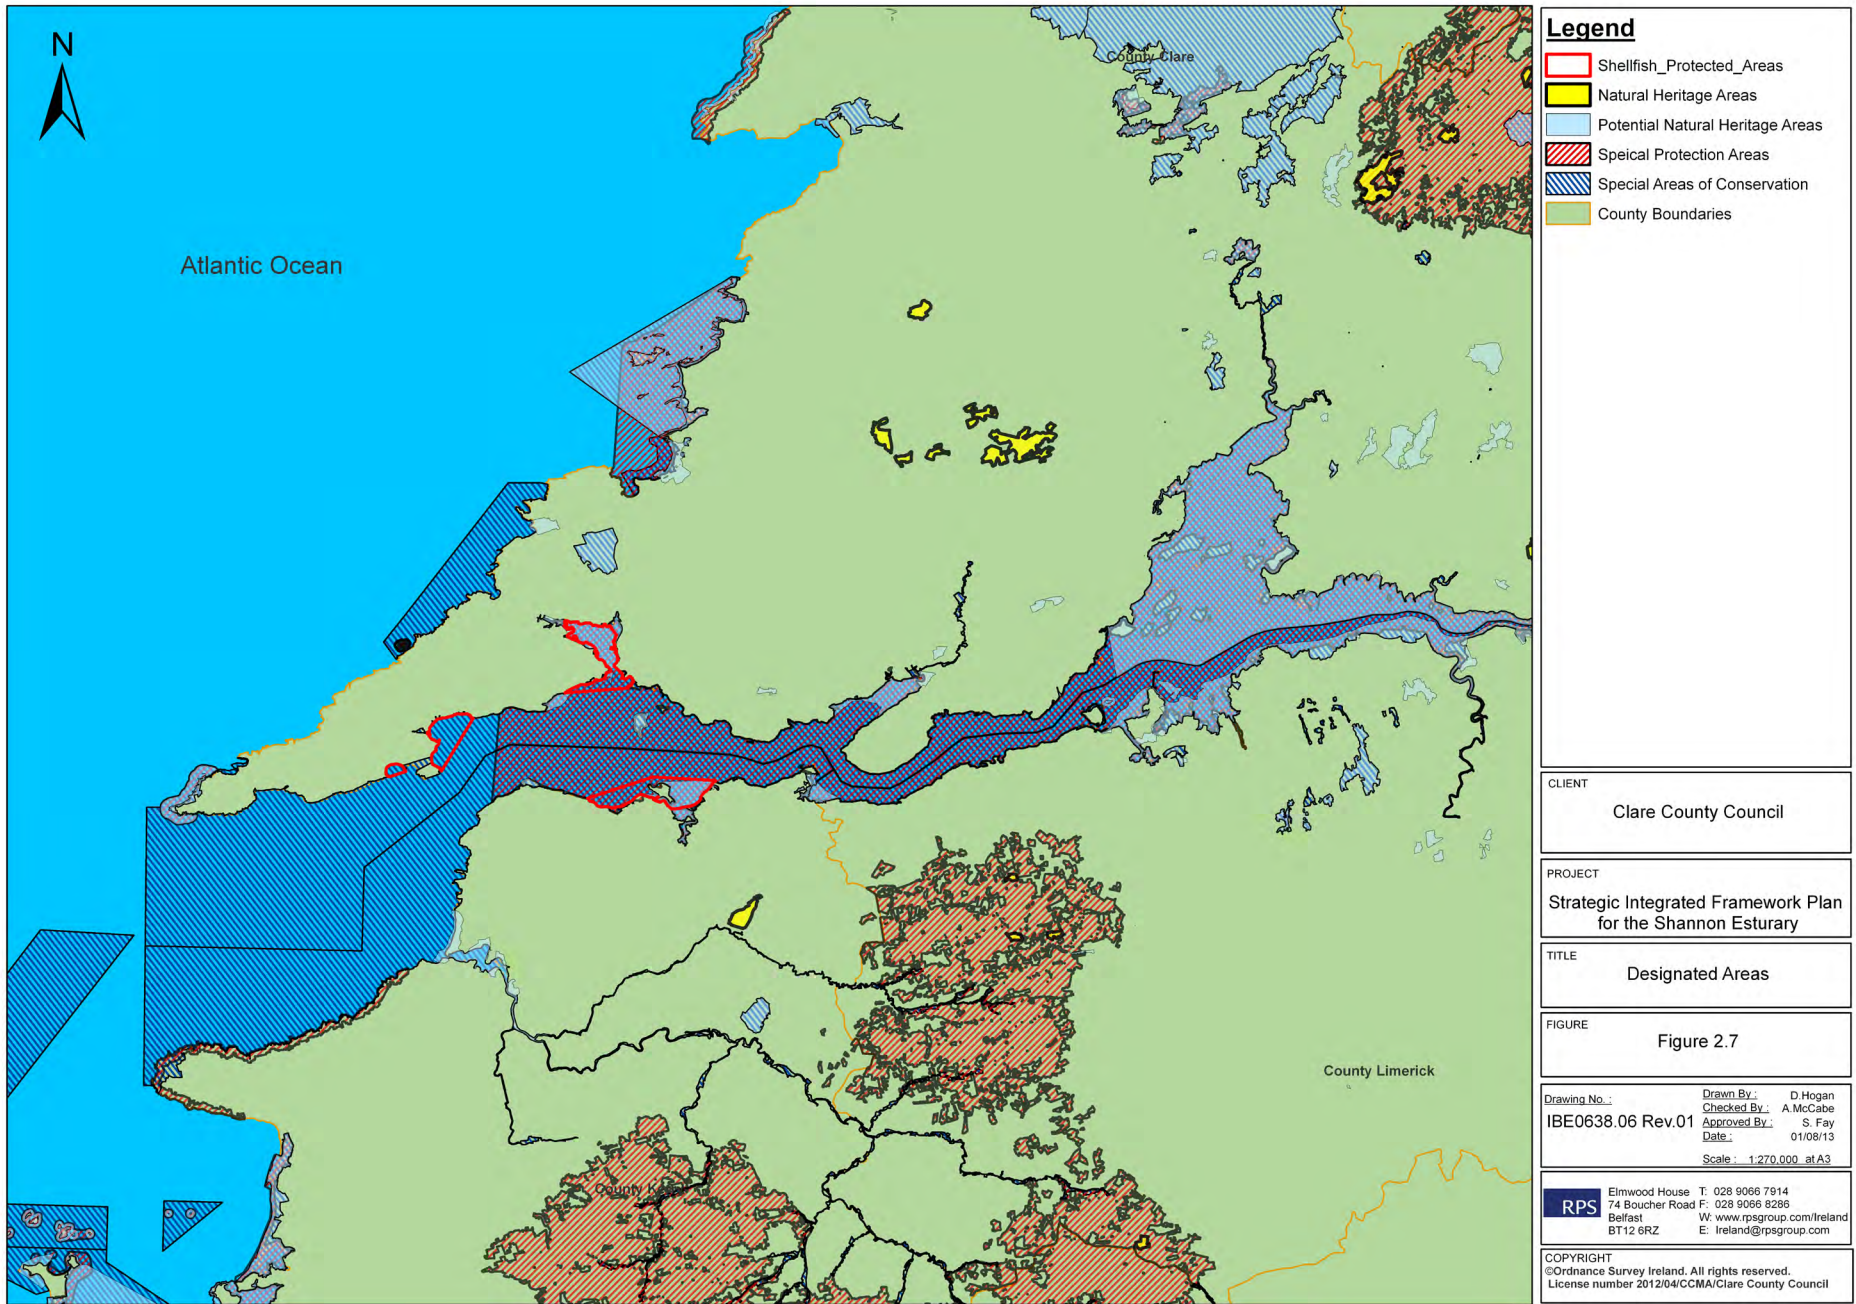 N
Atlantic Ocean
County Clare
County Limerick
Legend
Shellfish_Protected_Areas
Natural Heritage Areas
Potential Natural Heritage Areas
Speical Protection Areas
Special Areas of Conservation
County Boundaries
CLIENT
Clare County Council
PROJECT
Strategic Integrated Framework Plan
for the Shannon Esturary
TITLE
Designated Areas
FIGURE
Figure 2.7
Drawing No. :
IBE0638.06 Rev.01
Drawn By : D.Hogan
Checked By : A.McCabe
Approved By : S. Fay
Date : 01/08/13
Scale : 1:270,000 at A3
RPS
Elmwood House T: 028 9066 7914
74 Boucher Road F: 028 9066 8286
Belfast W: www.rpsgroup.com/Ireland
BT12 6RZ E: Ireland@rpsgroup.com
COPYRIGHT
©Ordnance Survey Ireland. All rights reserved.
License number 2012/04/CCMA/Clare County Council
County